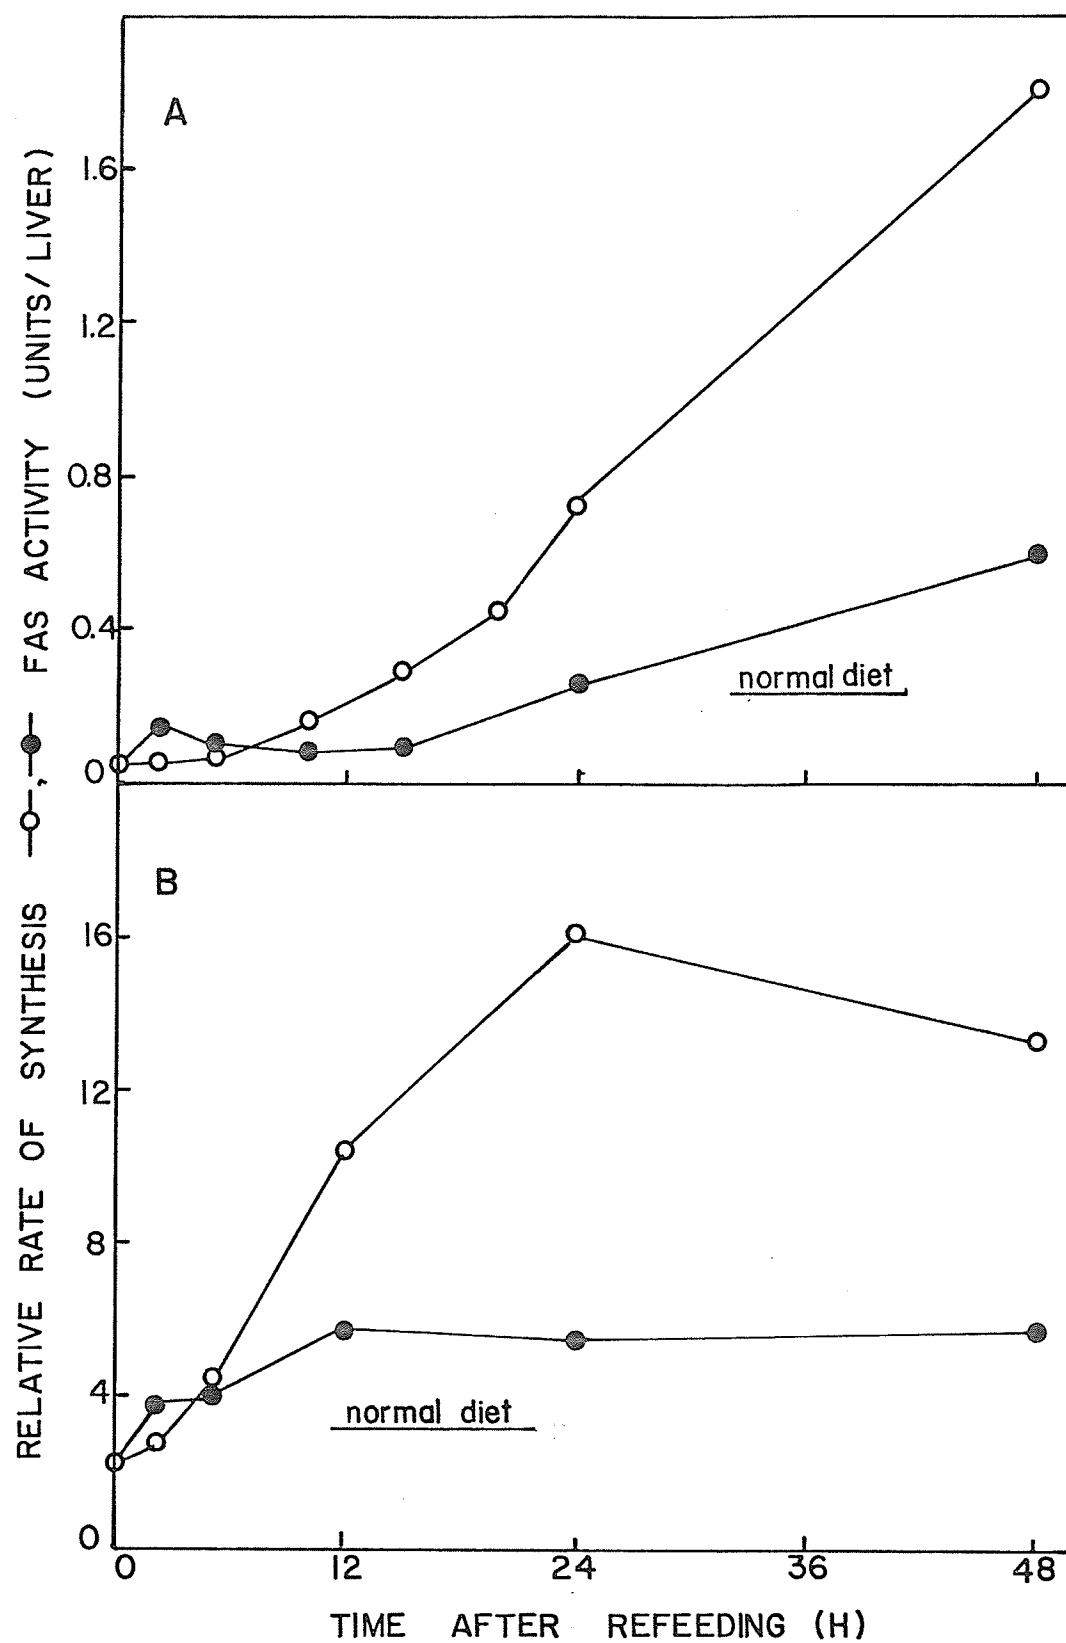 A
1.6
1.2
0.8
0.4
0
normal diet
B
16
12
8
4
0
normal diet
0 12 24 36 48
TIME AFTER REFEEDING (H)
RELATIVE RATE OF SYNTHESIS , FAS ACTIVITY (UNITS/LIVER)